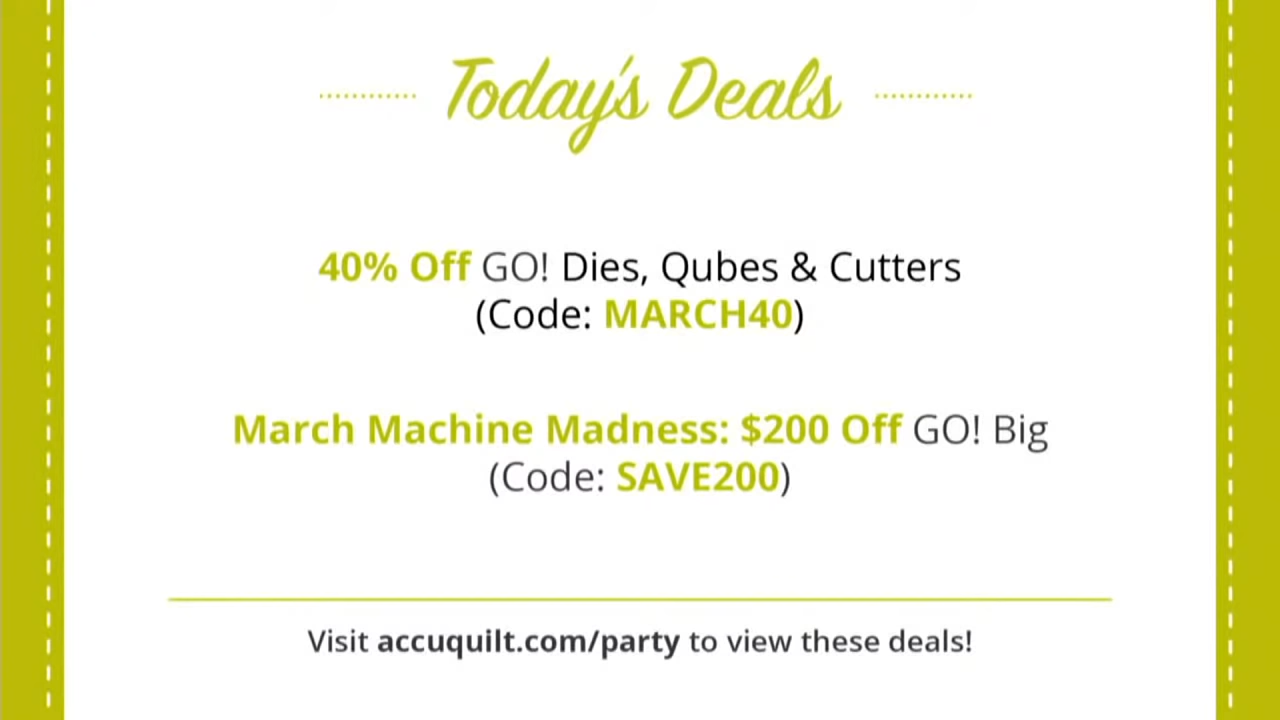 Today's Deals
40% Off GO! Dies, Qubes & Cutters
(Code: MARCH40)
March Machine Madness: $200 Off GO! Big
(Code: SAVE200)
Visit accuquilt.com/party to view these deals!